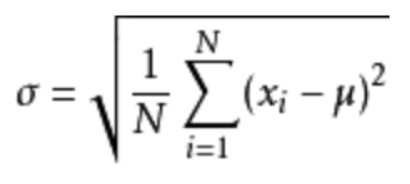 σ = √(1/N ∑_{i=1}^{N} (x_i − μ)²)